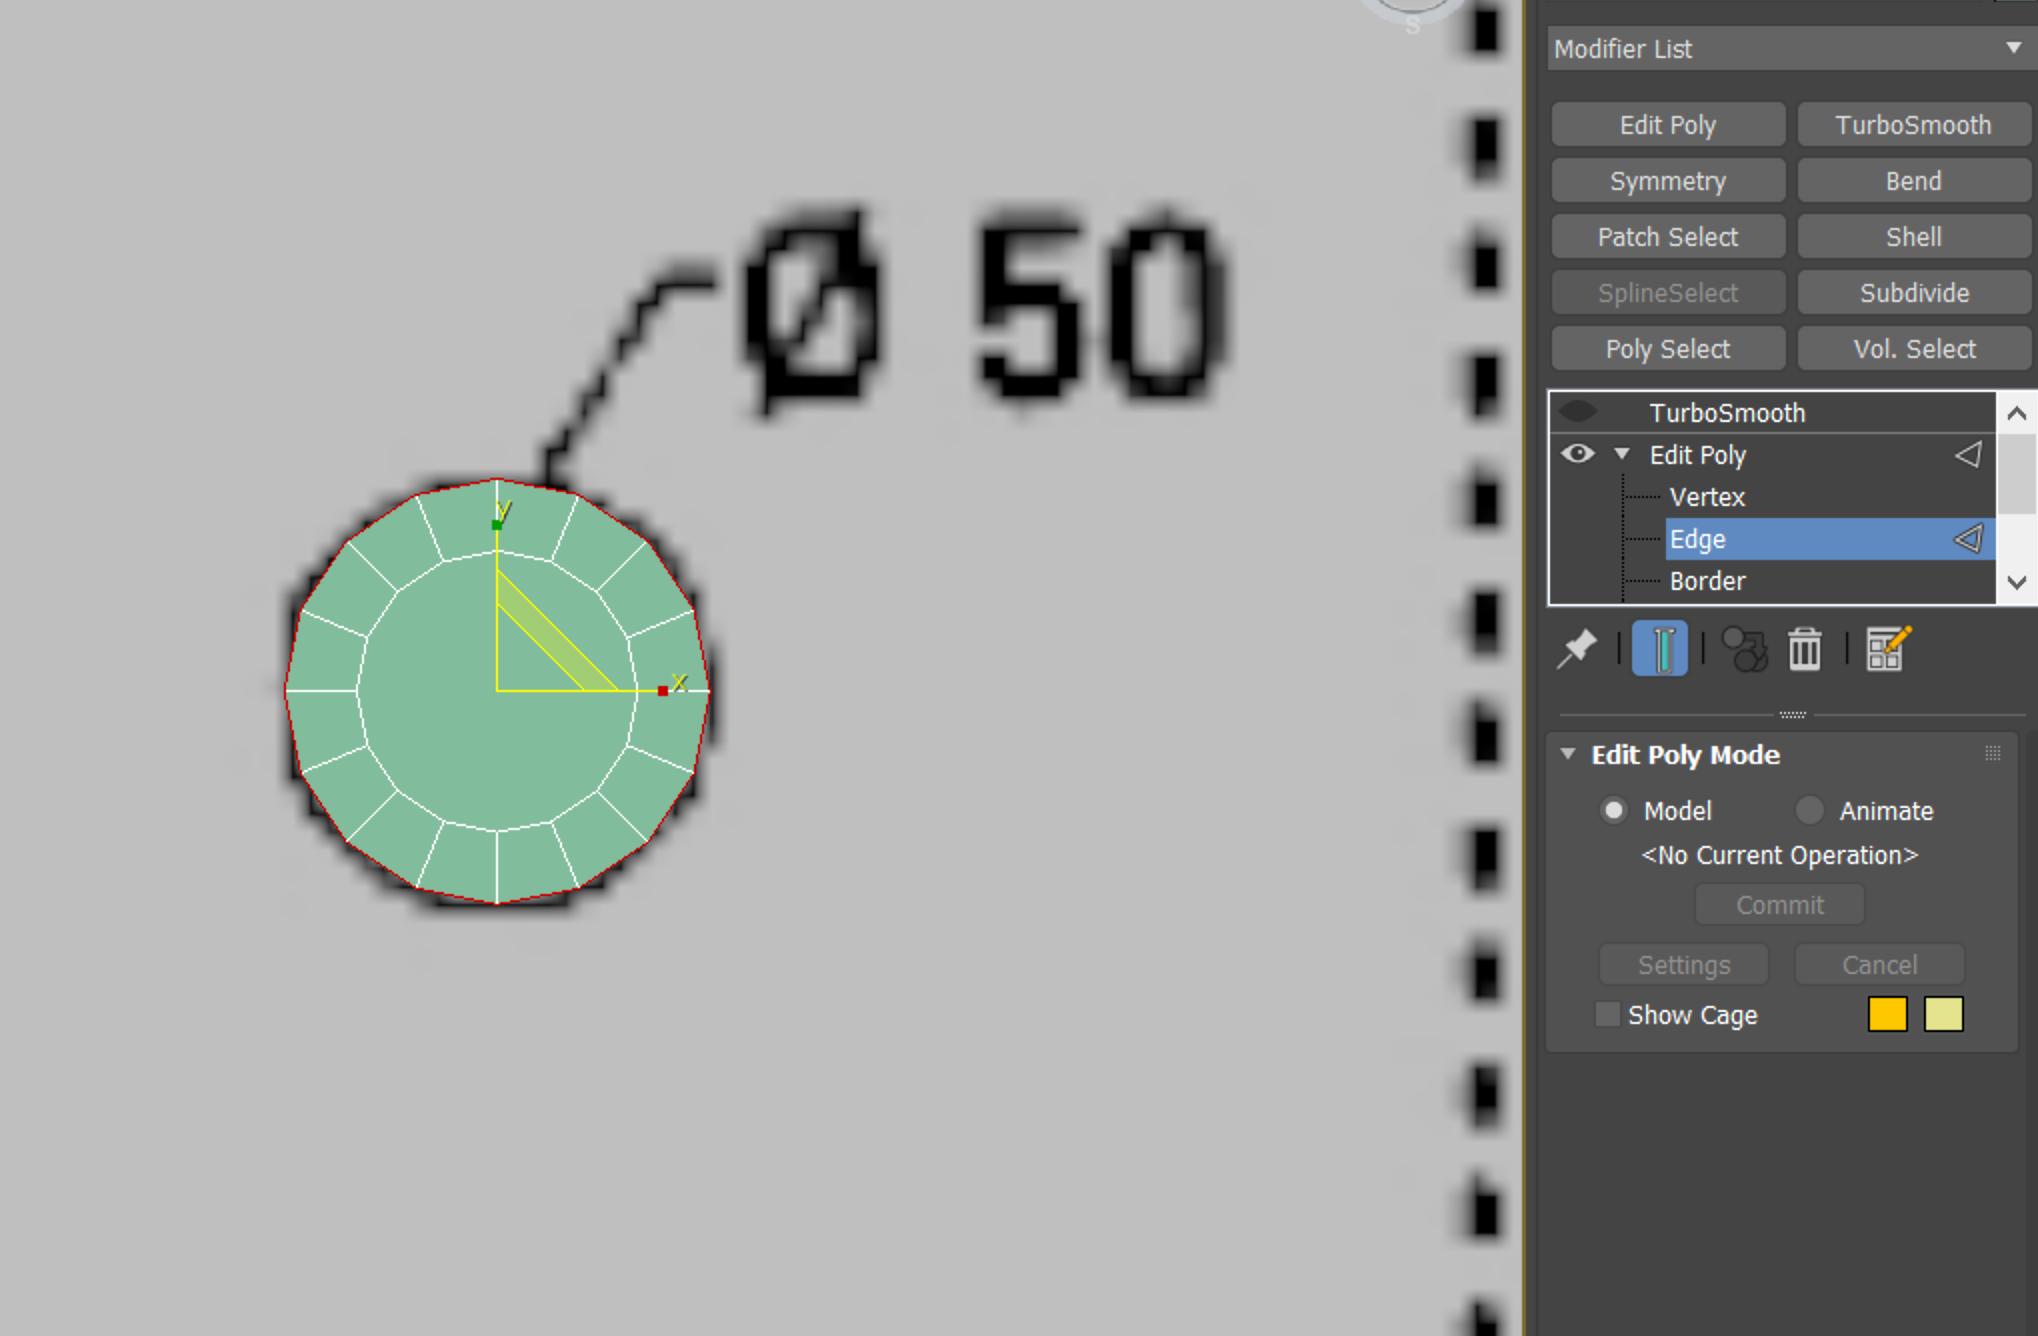 S
Modifier List
Edit Poly
TurboSmooth
Symmetry
Bend
Patch Select
Shell
SplineSelect
Subdivide
Poly Select
Vol. Select
Ø 50
TurboSmooth
Edit Poly
Vertex
Edge
Border
y
x
Edit Poly Mode
Model
Animate
<No Current Operation>
Commit
Settings
Cancel
Show Cage